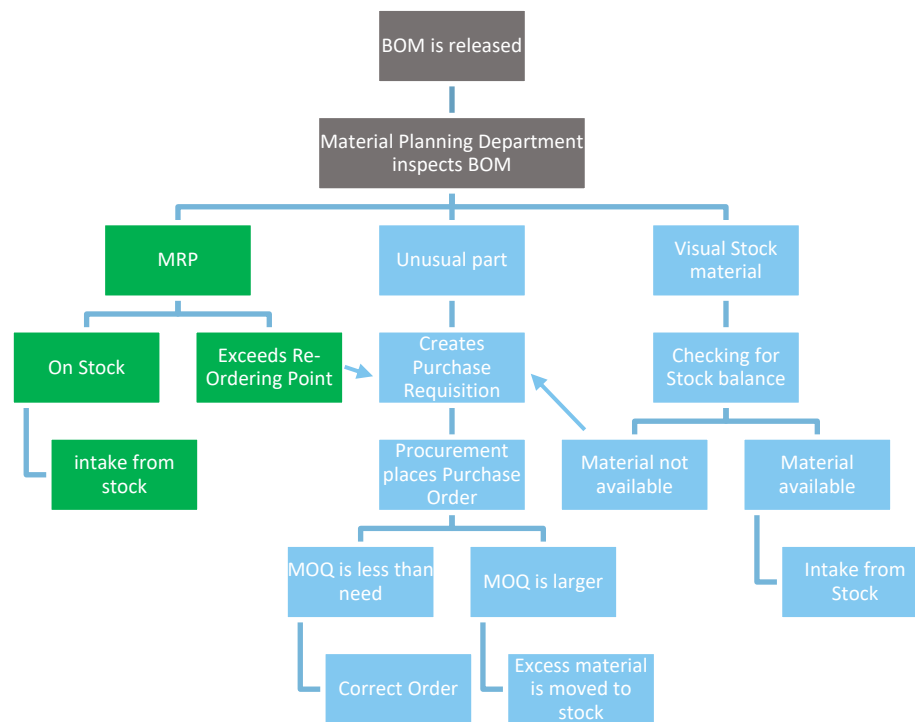 BOM is released
Material Planning Department
inspects BOM
MRP
Unusual part
Visual Stock
material
On Stock
Exceeds Re-
Ordering Point
Creates
Purchase
Requisition
Checking for
Stock balance
intake from
stock
Procurement
places Purchase
Order
Material not
available
Material
available
MOQ is less than
need
MOQ is larger
Intake from
Stock
Correct Order
Excess material
is moved to
stock